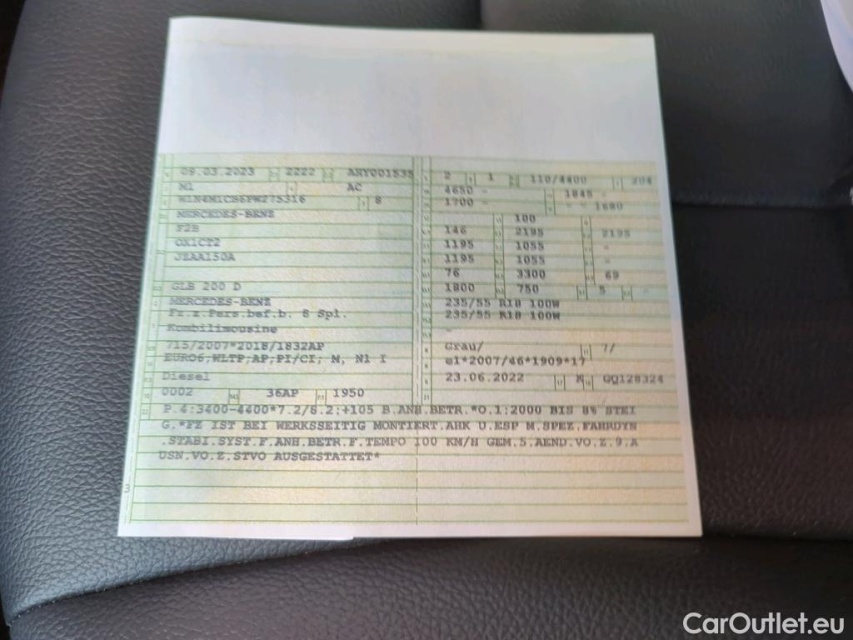 09.03.2023 2222 AHY001535
M1 AC
8
MERCEDES-BENZ
F2B
JZAA150A
GLB 200 D
MERCEDES-BENZ
Fz.z.Pers.bef.b. 8 Spl.
Kombilimousine
715/2007*2018/1832AP
EURO6,WLTP,AP,PI/CI; M, N1 I
Diesel
0002 36AP 1950
2 1 110/4400 204
4650 - 1845 -
1700 - - 1690
100
146 2195 2195
1195 1055 -
1195 1055 -
76 3300 69
1800 750 5 -
235/55 R18 100W
235/55 R18 100W
-
Grau/ 7/
e1*2007/46*1909*17
23.06.2022 K GQ128324
P.4:3400-4400*7.2/8.2:+105 B.ANH.BETR.*O.1:2000 BIS 8% STEI
G.*FZ IST BEI WERKSSEITIG MONTIERT.AHK U.ESP M.SPEZ.FAHRDYN
.STABI.SYST.F.ANH.BETR.F.TEMPO 100 KM/H GEM.5.AEND.VO.Z.9.A
USN.VO.Z.STVO AUSGESTATTET*
3
CarOutlet.eu